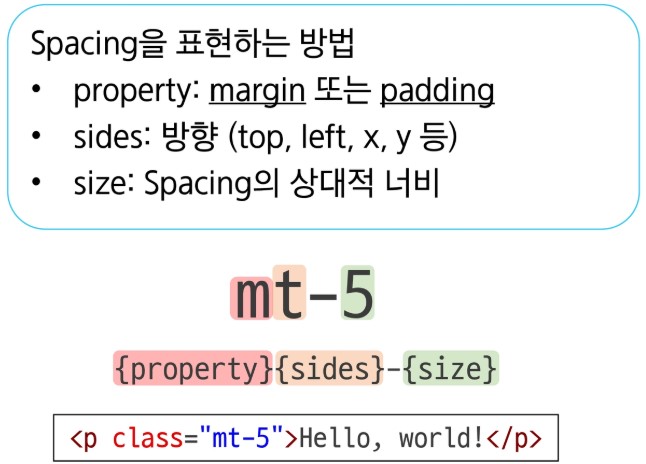 Spacing을 표현하는 방법
• property: margin 또는 padding
• sides: 방향 (top, left, x, y 등)
• size: Spacing의 상대적 너비
mt-5
{property}{sides}-{size}
<p class="mt-5">Hello, world!</p>